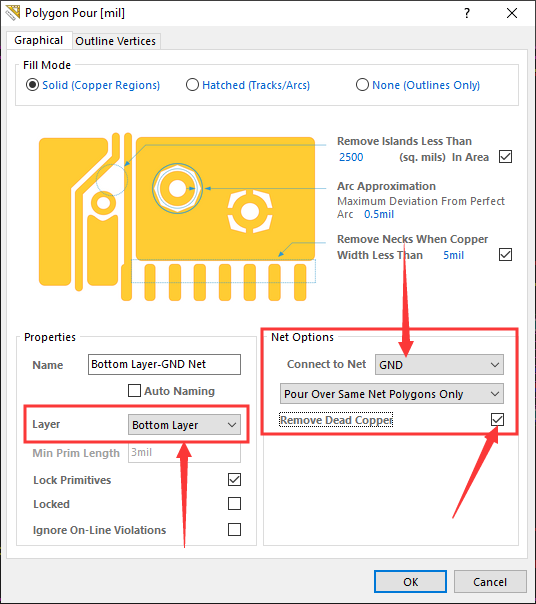 Polygon Pour [mil]
Graphical Outline Vertices
Fill Mode
Solid (Copper Regions) Hatched (Tracks/Arcs) None (Outlines Only)
Remove Islands Less Than
2500 (sq. mils) In Area
Arc Approximation
Maximum Deviation From Perfect
Arc 0.5mil
Remove Necks When Copper
Width Less Than 5mil
Properties
Name Bottom Layer-GND Net
Auto Naming
Layer Bottom Layer
Min Prim Length 3mil
Lock Primitives
Locked
Ignore On-Line Violations
Net Options
Connect to Net GND
Pour Over Same Net Polygons Only
Remove Dead Copper
OK Cancel